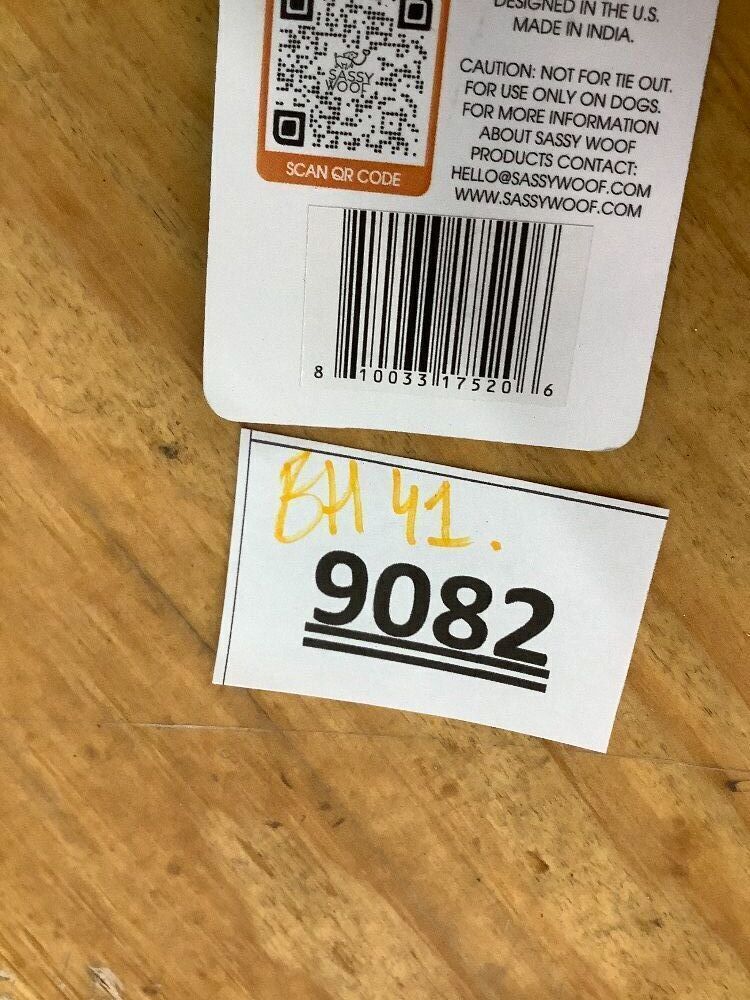 DESIGNED IN THE U.S.
MADE IN INDIA.
CAUTION: NOT FOR TIE OUT.
FOR USE ONLY ON DOGS.
FOR MORE INFORMATION
ABOUT SASSY WOOF
PRODUCTS CONTACT:
HELLO@SASSYWOOF.COM
WWW.SASSYWOOF.COM
SASSY
WOOF
SCAN QR CODE
8 10033 17520 6
BH 41.
9082